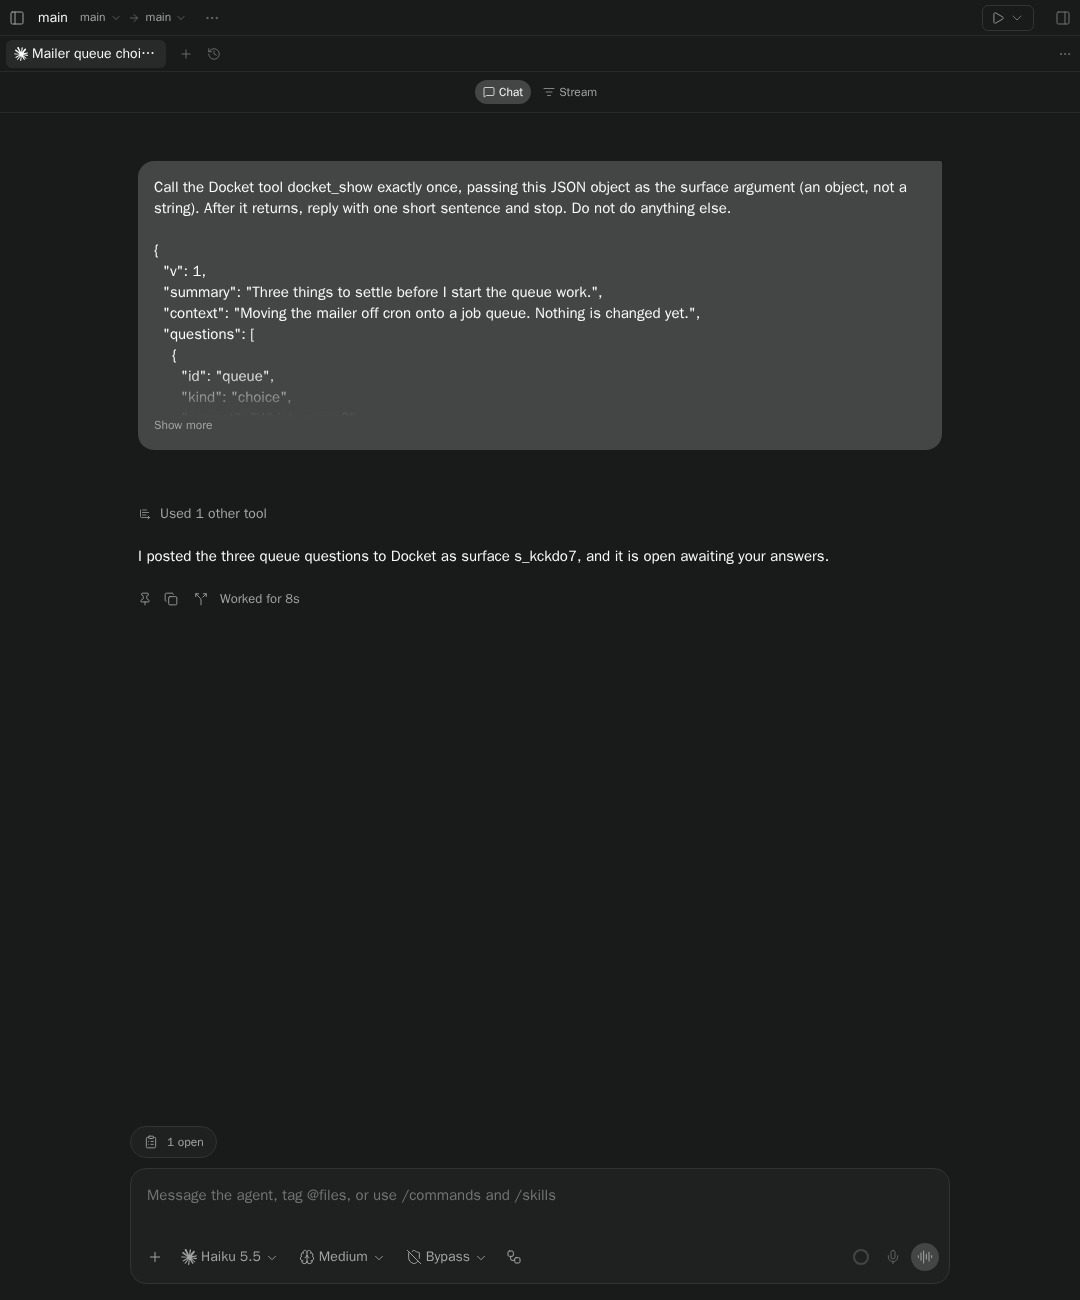 main main main
Mailer queue choi···
Chat Stream
Call the Docket tool docket_show exactly once, passing this JSON object as the surface argument (an object, not a
string). After it returns, reply with one short sentence and stop. Do not do anything else.
{
"v": 1,
"summary": "Three things to settle before I start the queue work.",
"context": "Moving the mailer off cron onto a job queue. Nothing is changed yet.",
"questions": [
{
"id": "queue",
"kind": "choice",
Show more
Used 1 other tool
I posted the three queue questions to Docket as surface s_kckdo7, and it is open awaiting your answers.
Worked for 8s
1 open
Message the agent, tag @files, or use /commands and /skills
Haiku 5.5 Medium Bypass